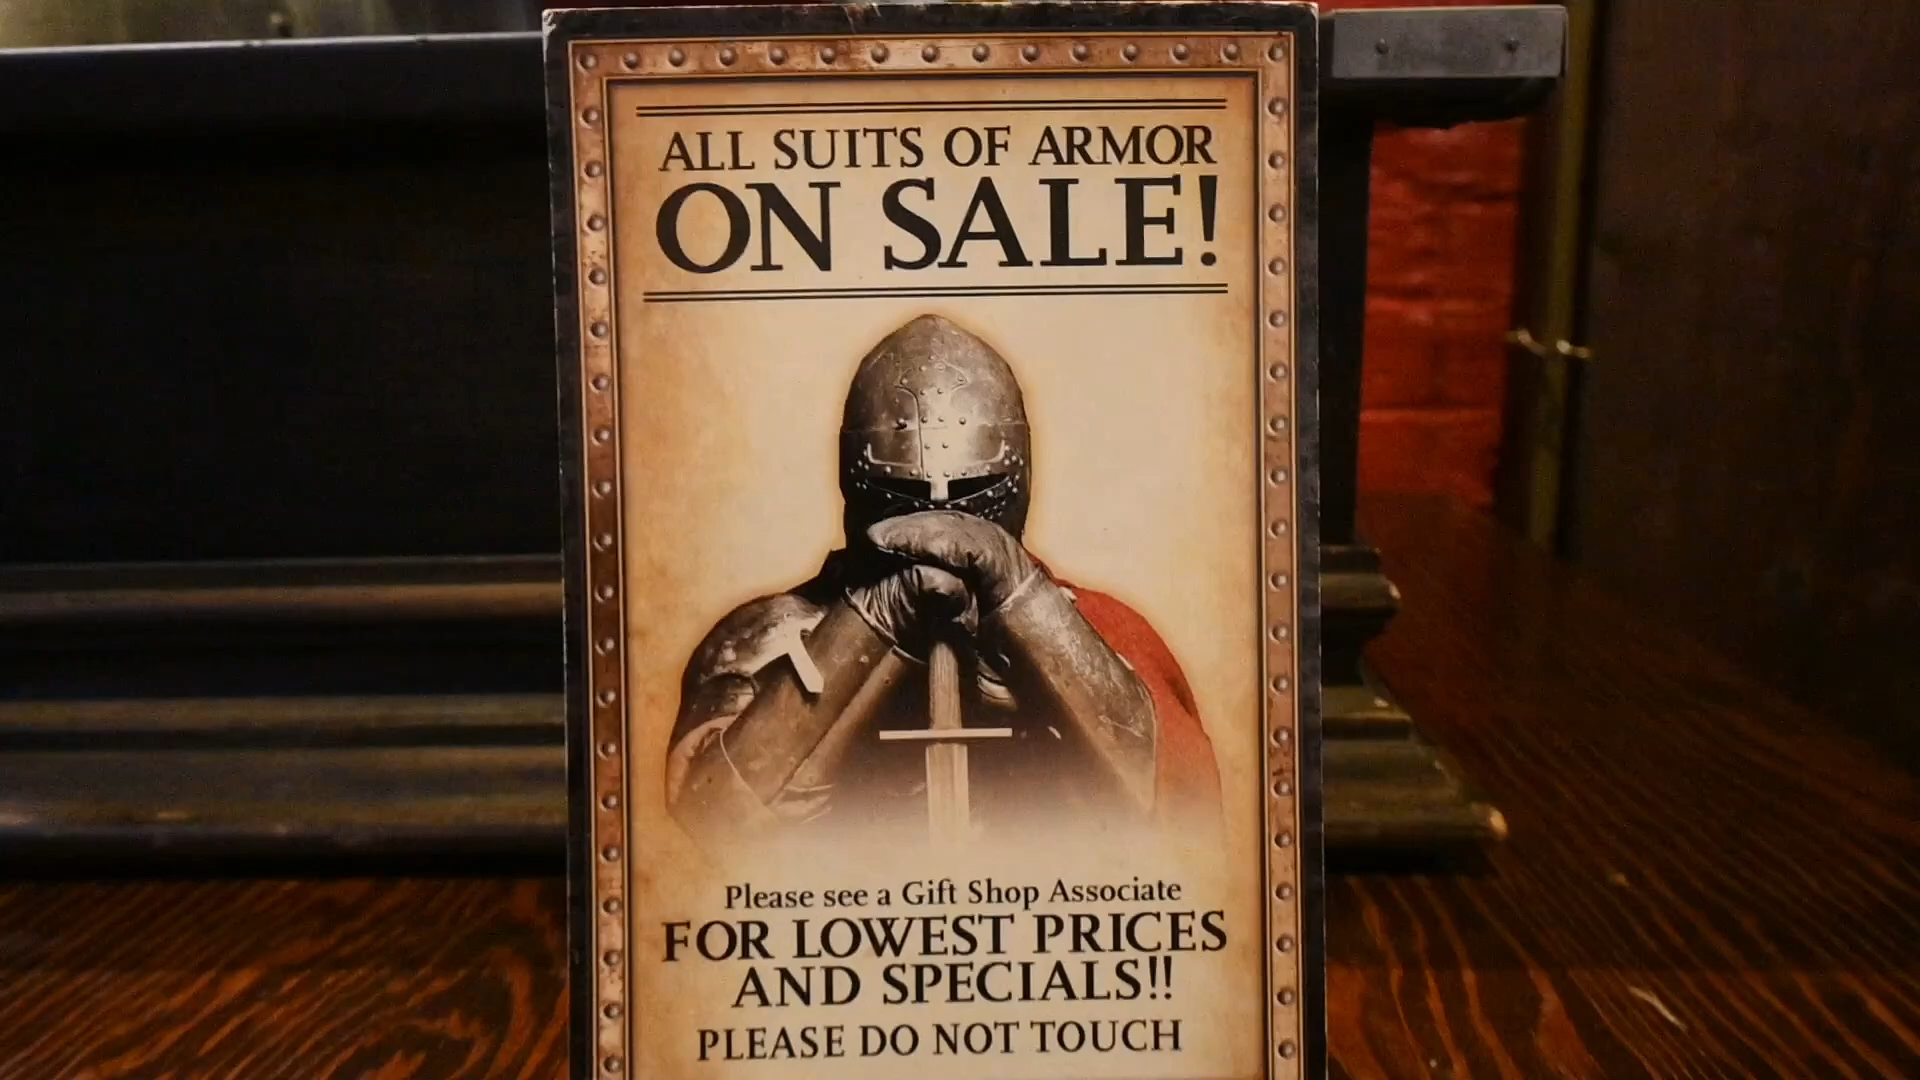 ALL SUITS OF ARMOR
ON SALE!
Please see a Gift Shop Associate
FOR LOWEST PRICES
AND SPECIALS!!
PLEASE DO NOT TOUCH